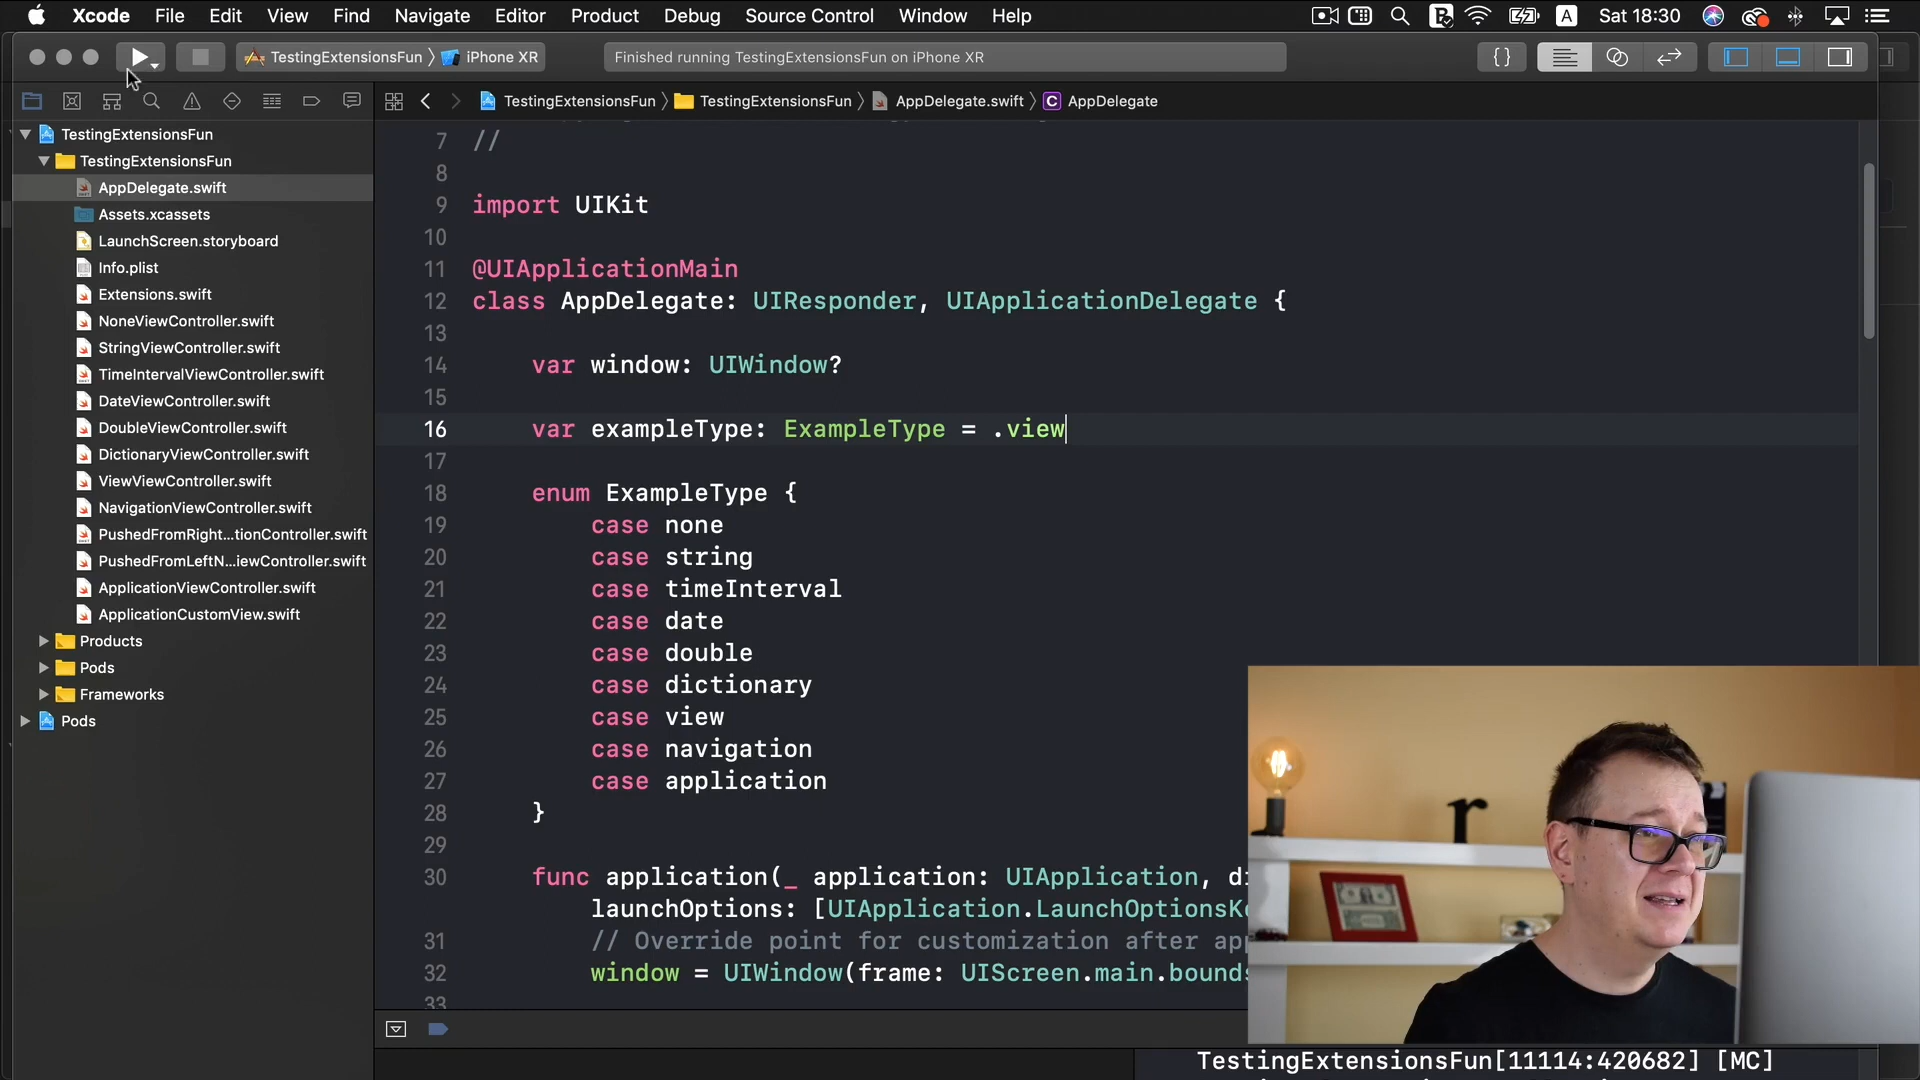 Xcode File Edit View Find Navigate Editor Product Debug Source Control Window Help A Sat 18:30
TestingExtensionsFun 〉 iPhone XR Finished running TestingExtensionsFun on iPhone XR {}
TestingExtensionsFun 〉 TestingExtensionsFun 〉 AppDelegate.swift 〉 C AppDelegate
TestingExtensionsFun
TestingExtensionsFun
AppDelegate.swift
Assets.xcassets
LaunchScreen.storyboard
Info.plist
Extensions.swift
NoneViewController.swift
StringViewController.swift
TimeIntervalViewController.swift
DateViewController.swift
DoubleViewController.swift
DictionaryViewController.swift
ViewViewController.swift
NavigationViewController.swift
PushedFromRight...tionController.swift
PushedFromLeftN...iewController.swift
ApplicationViewController.swift
ApplicationCustomView.swift
Products
Pods
Frameworks
Pods
7 //
8
9 import UIKit
10
11 @UIApplicationMain
12 class AppDelegate: UIResponder, UIApplicationDelegate {
13
14 var window: UIWindow?
15
16 var exampleType: ExampleType = .view
17
18 enum ExampleType {
19 case none
20 case string
21 case timeInterval
22 case date
23 case double
24 case dictionary
25 case view
26 case navigation
27 case application
28 }
29
30 func application(_ application: UIApplication, di
launchOptions: [UIApplication.LaunchOptionsKe
31 // Override point for customization after app
32 window = UIWindow(frame: UIScreen.main.bounds
33
TestingExtensionsFun[11114:420682] [MC]